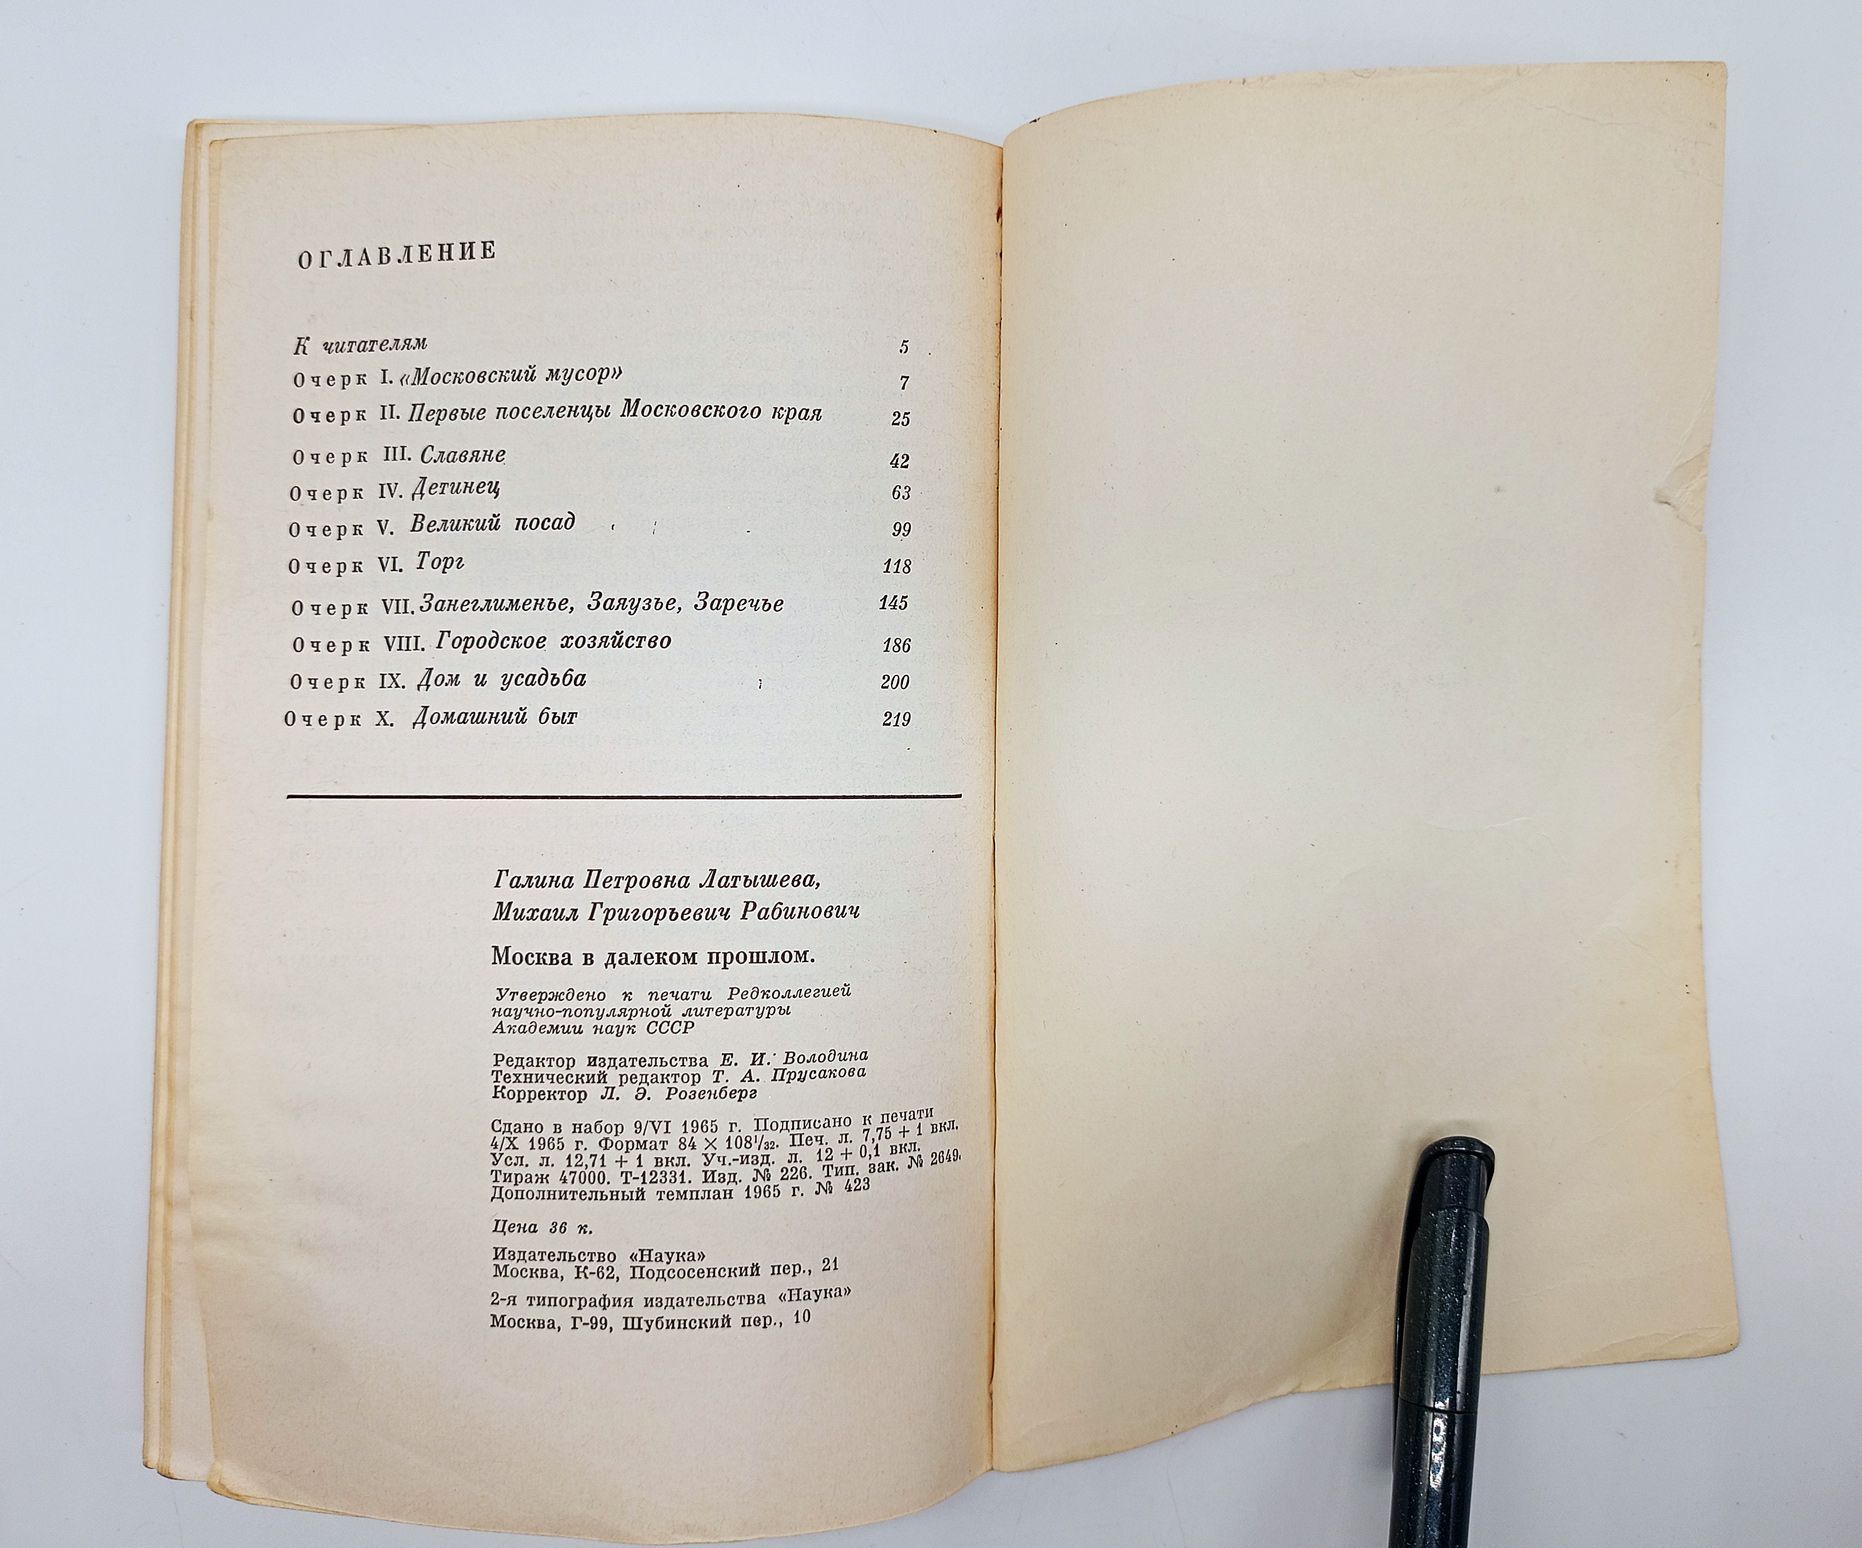 ОГЛАВЛЕНИЕ
К читателям 5
Очерк I. «Московский мусор» 7
Очерк II. Первые поселенцы Московского края 25
Очерк III. Славяне 42
Очерк IV. Детинец 63
Очерк V. Великий посад 99
Очерк VI. Торг 118
Очерк VII. Занеглименье, Заяузье, Заречье 145
Очерк VIII. Городское хозяйство 186
Очерк IX. Дом и усадьба 200
Очерк X. Домашний быт 219
Галина Петровна Латышева,
Михаил Григорьевич Рабинович
Москва в далеком прошлом.
Утверждено к печати Редколлегией
научно-популярной литературы
Академии наук СССР
Редактор издательства Е. И. Володина
Технический редактор Т. А. Прусакова
Корректор Л. Э. Розенберг
Сдано в набор 9/VI 1965 г. Подписано к печати
4/X 1965 г. Формат 84 × 108¹/₃₂. Печ. л. 7,75 + 1 вкл.
Усл. л. 12,71 + 1 вкл. Уч.-изд. л. 12 + 0,1 вкл.
Тираж 47000. Т-12331. Изд. № 226. Тип. зак. № 2649.
Дополнительный темплан 1965 г. № 423
Цена 36 к.
Издательство «Наука»
Москва, К-62, Подсосенский пер., 21
2-я типография издательства «Наука»
Москва, Г-99, Шубинский пер., 10